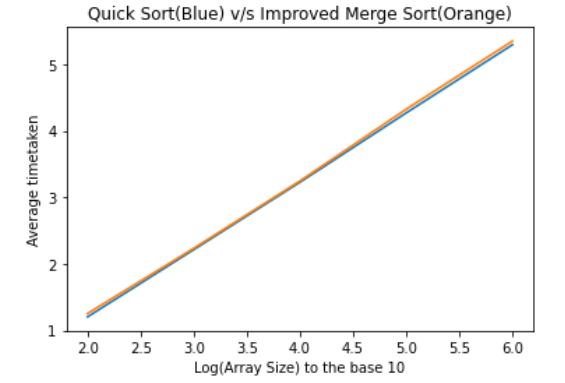 Quick Sort(Blue) v/s Improved Merge Sort(Orange)
Average timetaken
5
4
3
2
1
2.0 2.5 3.0 3.5 4.0 4.5 5.0 5.5 6.0
Log(Array Size) to the base 10